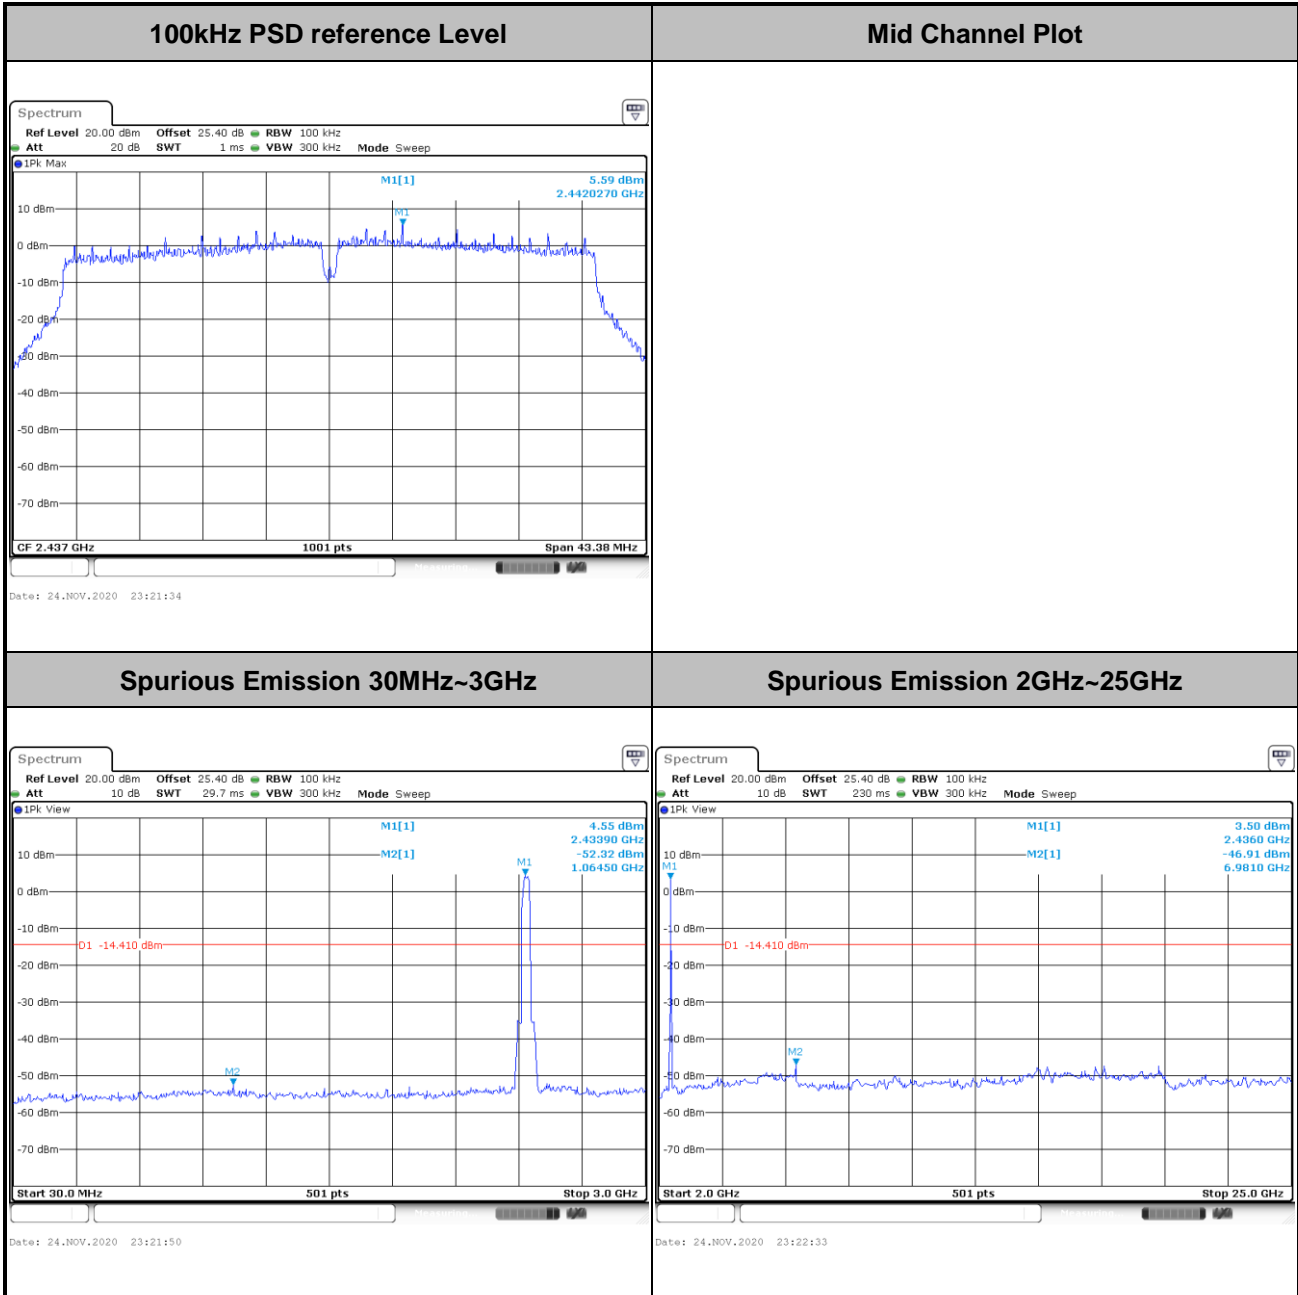 100kHz PSD reference Level
Mid Channel Plot
Spectrum
Ref Level 20.00 dBm Offset 25.40 dB RBW 100 kHz
Att 20 dB SWT 1 ms VBW 300 kHz Mode Sweep
1Pk Max
M1[1] 5.59 dBm
2.4420270 GHz
M1
10 dBm
0 dBm
-10 dBm
-20 dBm
-30 dBm
-40 dBm
-50 dBm
-60 dBm
-70 dBm
CF 2.437 GHz 1001 pts Span 43.38 MHz
Measuring...
Date: 24.NOV.2020 23:21:34
Spurious Emission 30MHz~3GHz
Spurious Emission 2GHz~25GHz
Spectrum
Ref Level 20.00 dBm Offset 25.40 dB RBW 100 kHz
Att 10 dB SWT 29.7 ms VBW 300 kHz Mode Sweep
1Pk View
M1[1] 4.55 dBm
2.43390 GHz
M2[1] -52.32 dBm
1.06450 GHz
M1
10 dBm
0 dBm
-10 dBm
D1 -14.410 dBm
-20 dBm
-30 dBm
-40 dBm
M2
-50 dBm
-60 dBm
-70 dBm
Start 30.0 MHz 501 pts Stop 3.0 GHz
Measuring...
Date: 24.NOV.2020 23:21:50
Spectrum
Ref Level 20.00 dBm Offset 25.40 dB RBW 100 kHz
Att 10 dB SWT 230 ms VBW 300 kHz Mode Sweep
1Pk View
M1[1] 3.50 dBm
2.4360 GHz
M2[1] -46.91 dBm
6.9810 GHz
10 dBm
M1
0 dBm
-10 dBm
D1 -14.410 dBm
-20 dBm
-30 dBm
-40 dBm
M2
-50 dBm
-60 dBm
-70 dBm
Start 2.0 GHz 501 pts Stop 25.0 GHz
Measuring...
Date: 24.NOV.2020 23:22:33